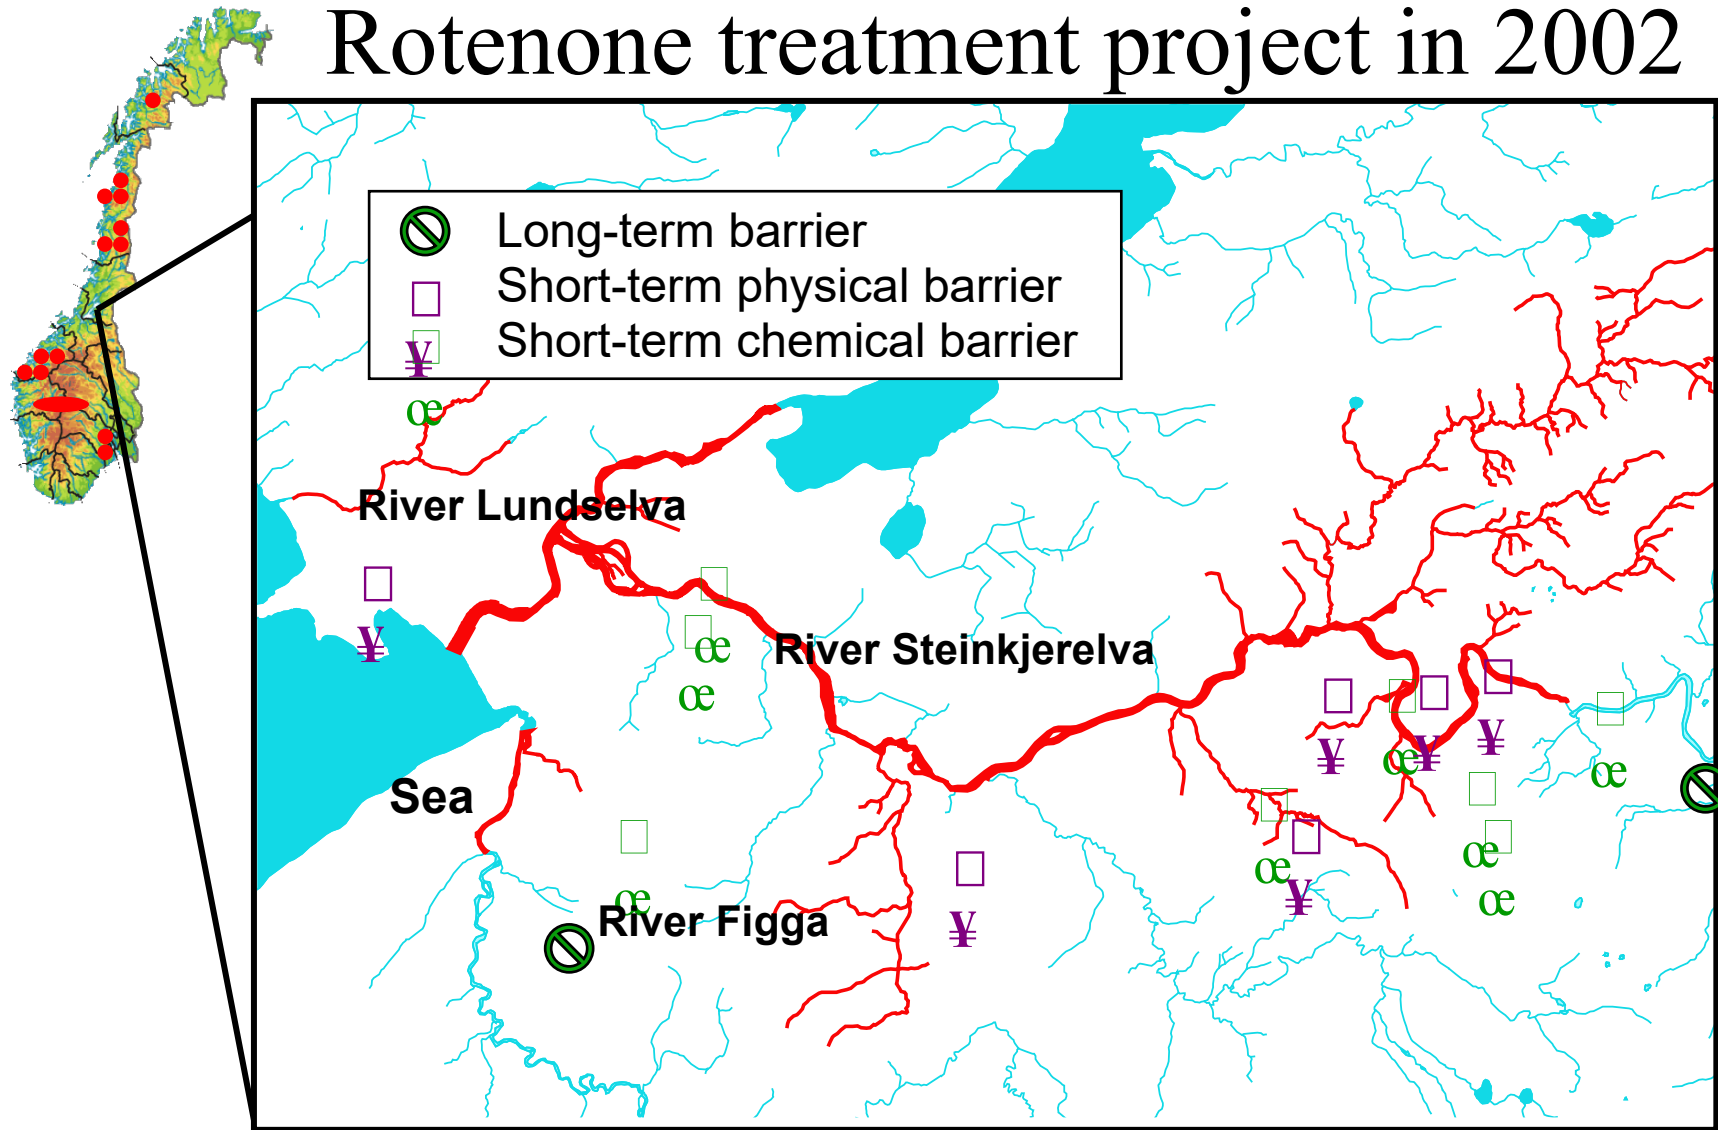 Rotenone treatment project in 2002
Long-term barrier
Short-term physical barrier
Short-term chemical barrier
¥
œ
River Lundselva
¥
œ
River Steinkjerelva
œ
¥
¥
¥
œ
œ
Sea
œ
œ
¥
œ
œ
River Figga
¥